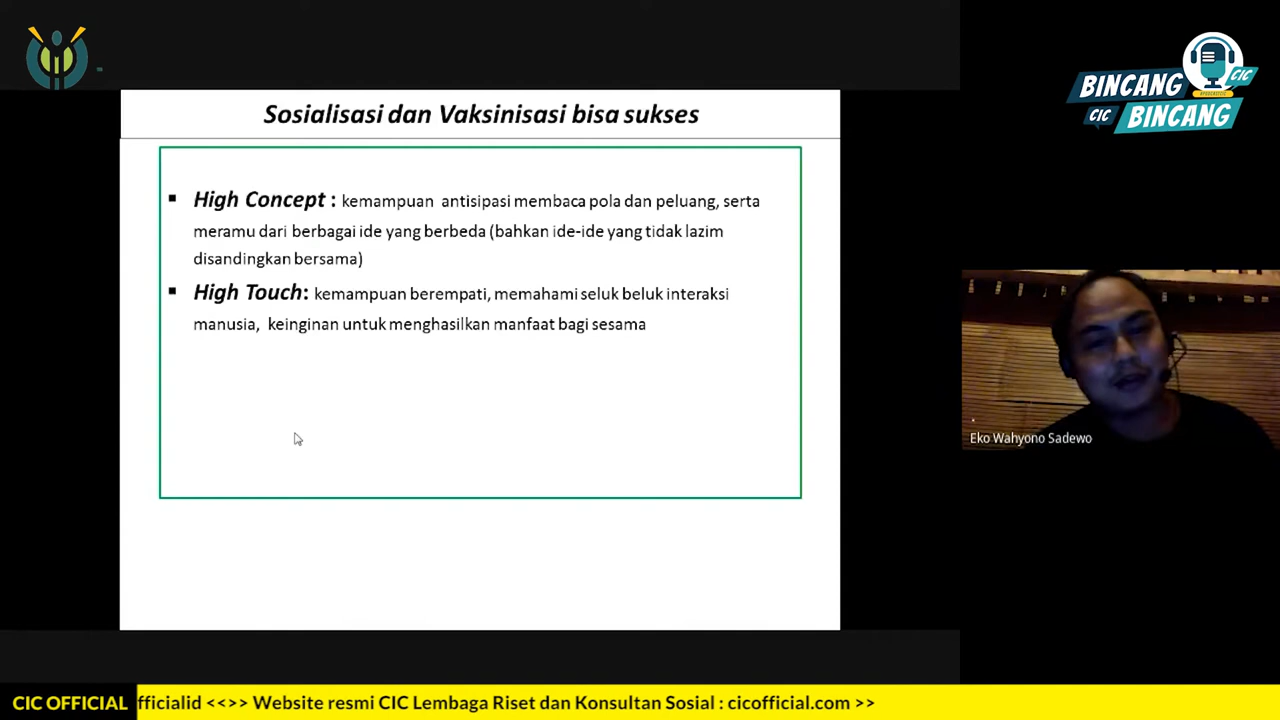 Sosialisasi dan Vaksinisasi bisa sukses
High Concept : kemampuan antisipasi membaca pola dan peluang, serta
meramu dari berbagai ide yang berbeda (bahkan ide-ide yang tidak lazim
disandingkan bersama)
High Touch: kemampuan berempati, memahami seluk beluk interaksi
manusia, keinginan untuk menghasilkan manfaat bagi sesama
BINCANG CIC
CIC BINCANG
Eko Wahyono Sadewo
CIC OFFICIAL fficialid <<>> Website resmi CIC Lembaga Riset dan Konsultan Sosial : cicofficial.com >>